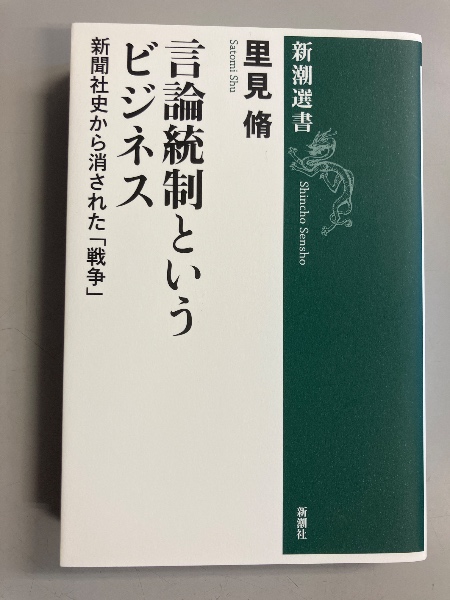 新潮選書
Shincho Sensho
里見 脩
Satomi Shu
言論統制という
ビジネス
新聞社史から消された「戦争」
新潮社